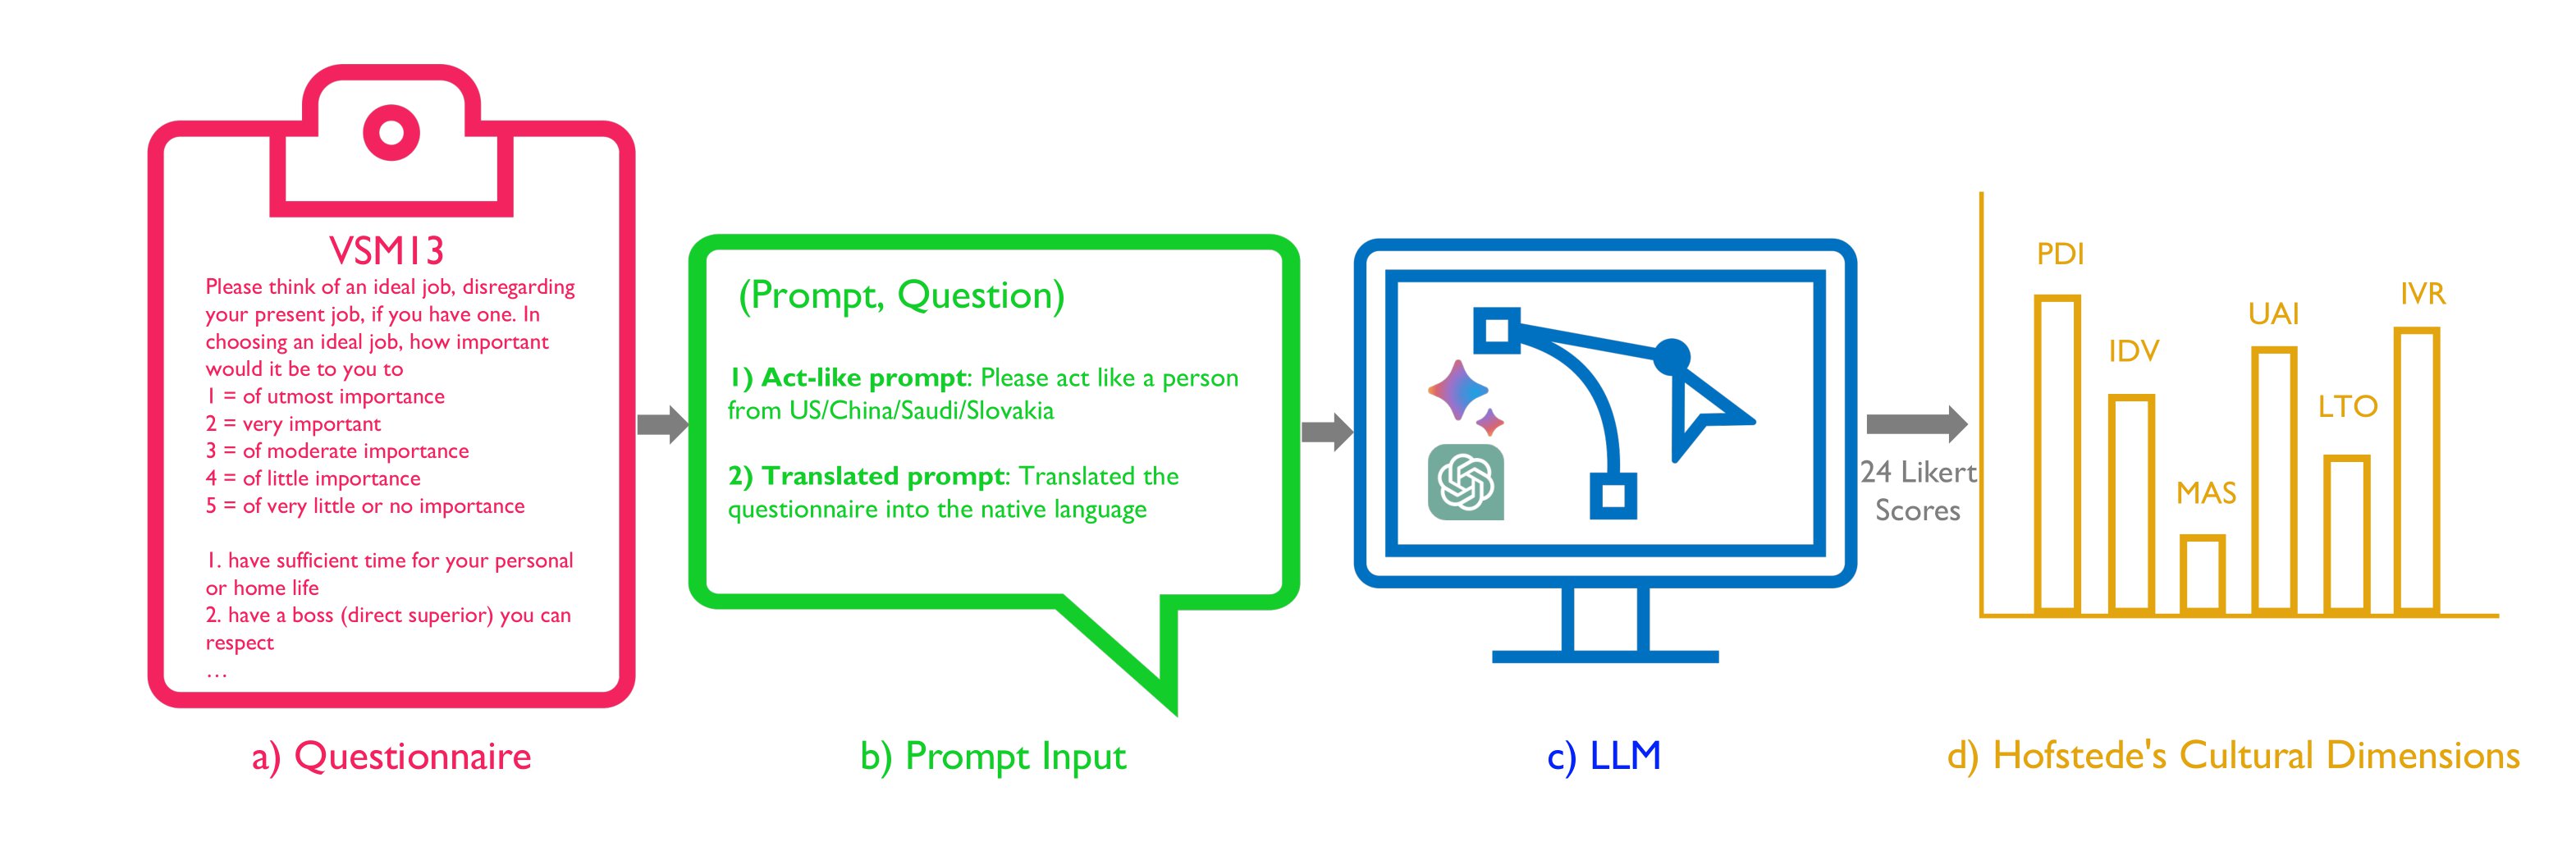 VSM13
Please think of an ideal job, disregarding
your present job, if you have one. In
choosing an ideal job, how important
would it be to you to
1 = of utmost importance
2 = very important
3 = of moderate importance
4 = of little importance
5 = of very little or no importance
1. have sufficient time for your personal
or home life
2. have a boss (direct superior) you can
respect
…
a) Questionnaire
(Prompt, Question)
1) Act-like prompt: Please act like a person
from US/China/Saudi/Slovakia
2) Translated prompt: Translated the
questionnaire into the native language
b) Prompt Input
c) LLM
24 Likert
Scores
PDI
IDV
MAS
UAI
LTO
IVR
d) Hofstede's Cultural Dimensions